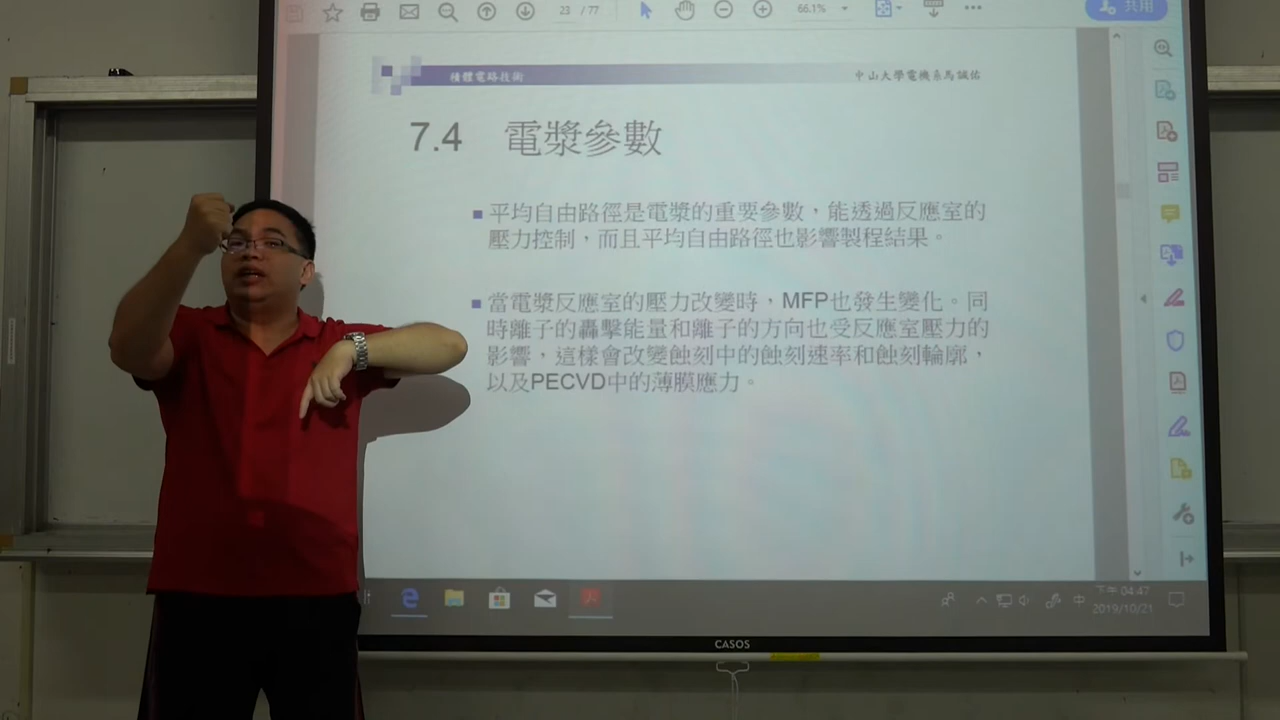 23 / 77
66.1%
共用
積體電路技術
中山大學電機系馬誠佑
7.4 電漿參數
■ 平均自由路徑是電漿的重要參數，能透過反應室的
壓力控制，而且平均自由路徑也影響製程結果。
■ 當電漿反應室的壓力改變時，MFP也發生變化。同
時離子的轟擊能量和離子的方向也受反應室壓力的
影響，這樣會改變蝕刻中的蝕刻速率和蝕刻輪廓，
以及PECVD中的薄膜應力。
中
下午 04:47
2019/10/21
CASOS